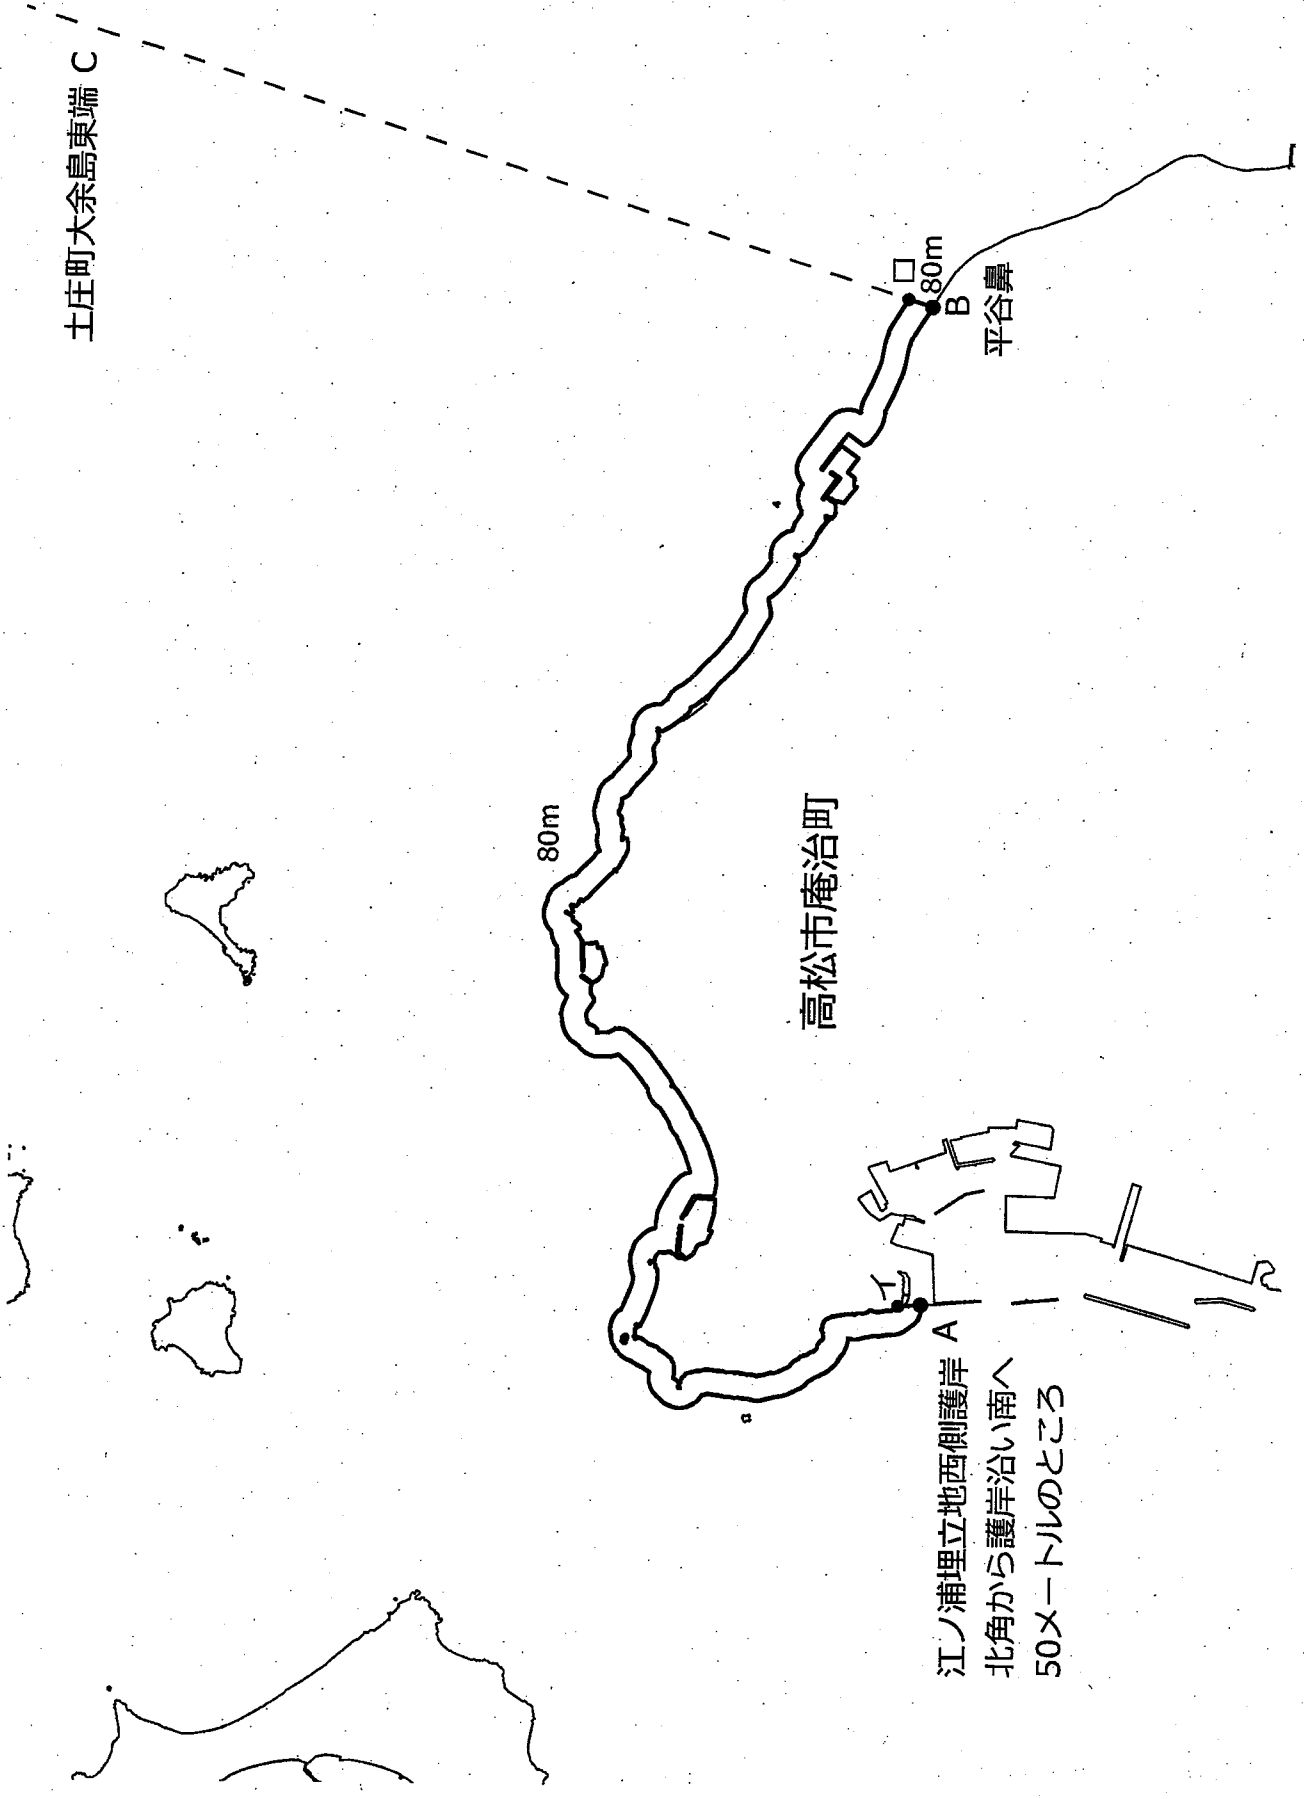 土庄町大余島東端 C
ロ
80m
B
平谷鼻
80m
高松市庵治町
イ
A
江ノ浦埋立地西側護岸
北角から護岸沿い南へ
50メートルのところ